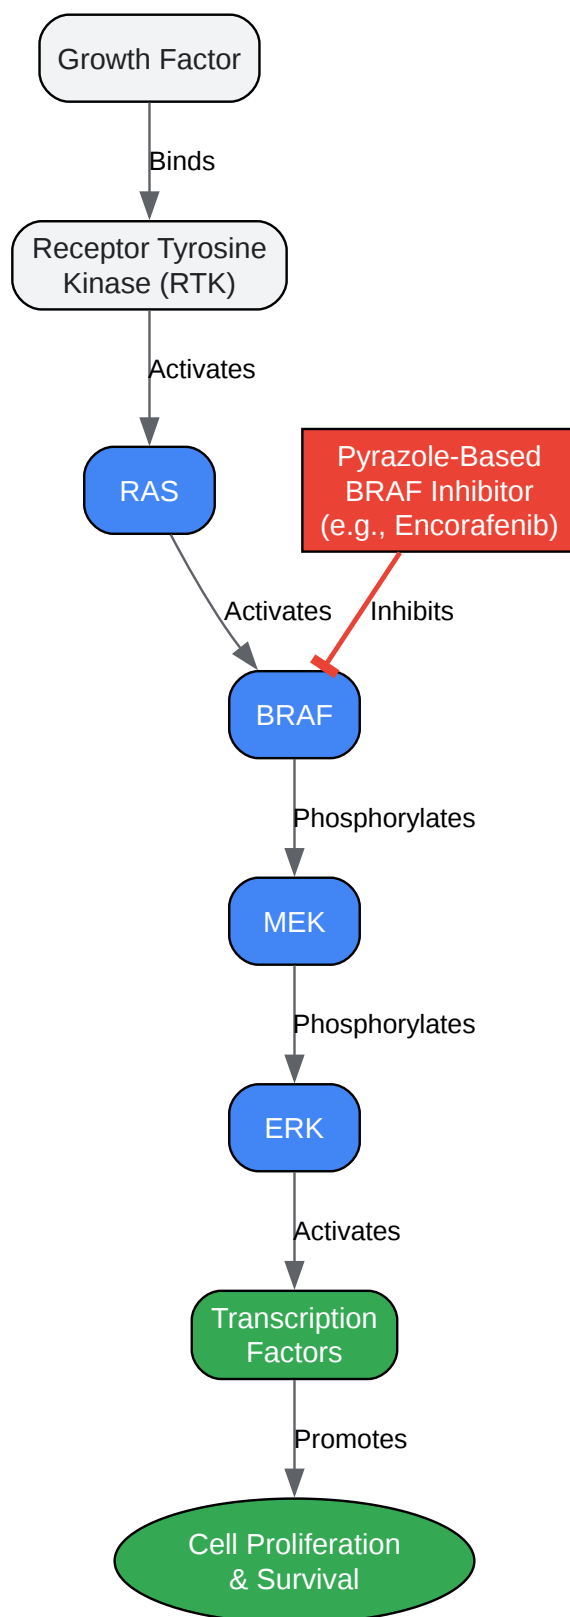 Growth Factor
Binds
Receptor Tyrosine
Kinase (RTK)
Activates
RAS
Pyrazole-Based
BRAF Inhibitor
(e.g., Encorafenib)
Activates
Inhibits
BRAF
Phosphorylates
MEK
Phosphorylates
ERK
Activates
Transcription
Factors
Promotes
Cell Proliferation
& Survival